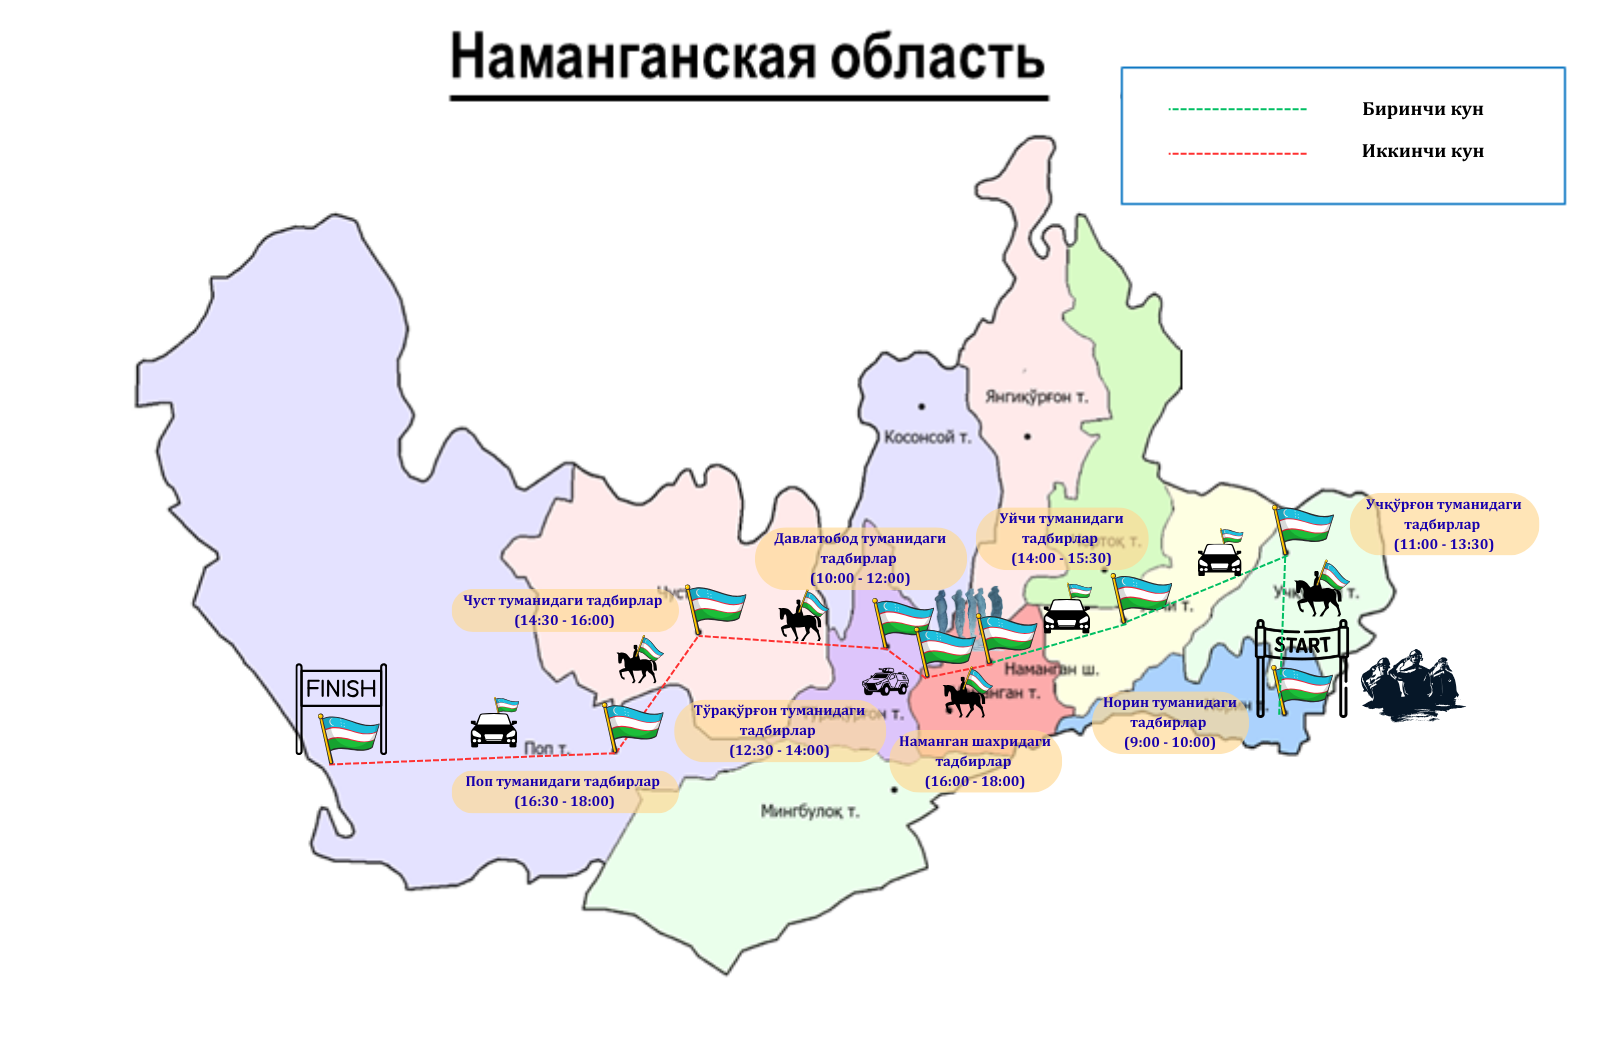 Наманганская область
Биринчи кун
Иккинчи кун
Янгиқўрғон т.
Косонсой т.
Учқўрғон туманидаги
тадбирлар
(11:00 - 13:30)
Уйчи туманидаги
тадбирлар
(14:00 - 15:30)
Давлатобод туманидаги
тадбирлар
(10:00 - 12:00)
Чуст туманидаги тадбирлар
(14:30 - 16:00)
START
FINISH
Наманган ш.
Норин туманидаги
тадбирлар
(9:00 - 10:00)
Тўрақўрғон туманидаги
тадбирлар
(12:30 - 14:00)
Наманган шахридаги
тадбирлар
(16:00 - 18:00)
Поп т.
Поп туманидаги тадбирлар
(16:30 - 18:00)
Мингбулоқ т.